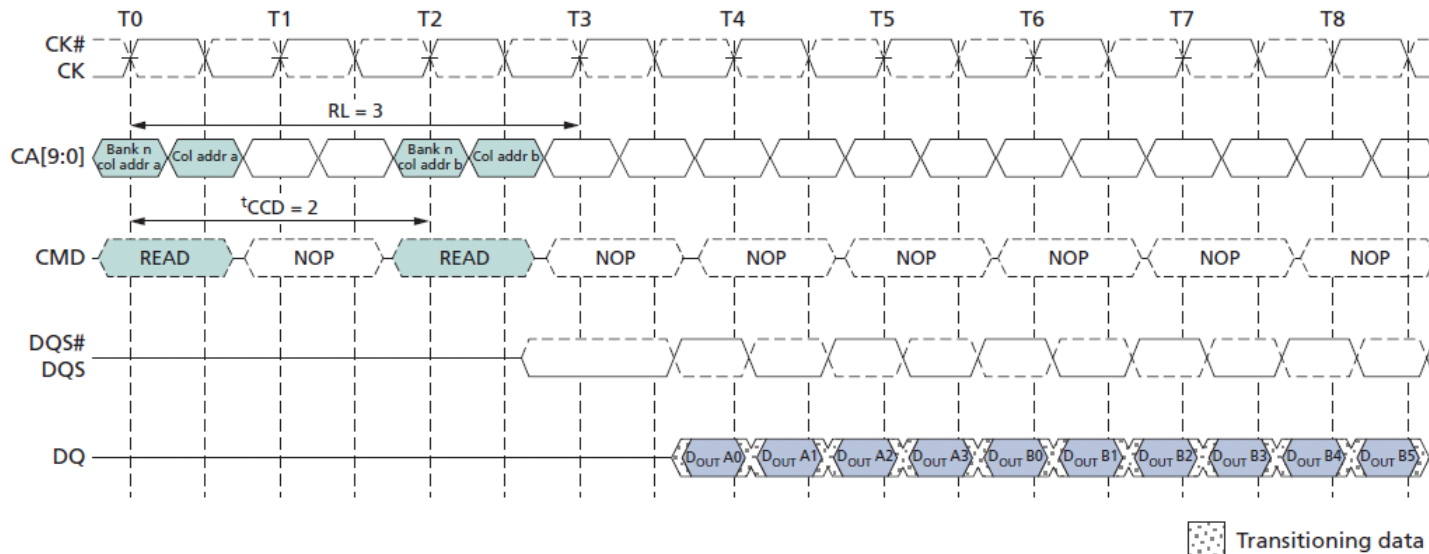 T0 T1 T2 T3 T4 T5 T6 T7 T8
CK#
CK
RL = 3
CA[9:0]
Bank n
col addr a
Col addr a
Bank n
col addr b
Col addr b
tCCD = 2
CMD READ NOP READ NOP NOP NOP NOP NOP NOP
DQS#
DQS
DQ DOUT A0 DOUT A1 DOUT A2 DOUT A3 DOUT B0 DOUT B1 DOUT B2 DOUT B3 DOUT B4 DOUT B5
Transitioning data